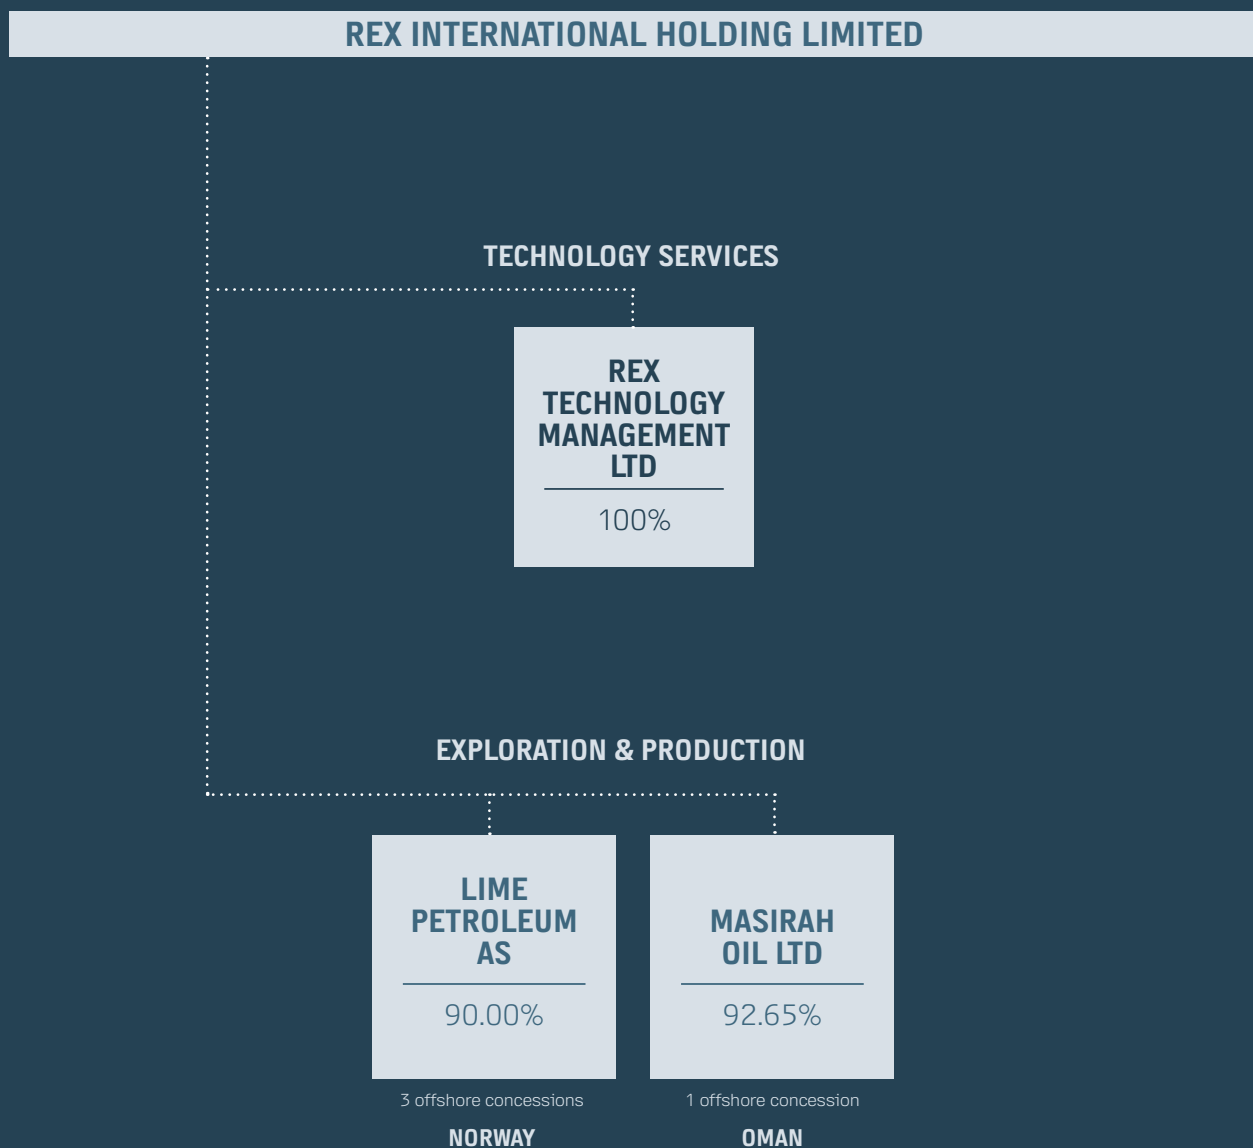 REX INTERNATIONAL HOLDING LIMITED
TECHNOLOGY SERVICES
REX
TECHNOLOGY
MANAGEMENT
LTD
100%
EXPLORATION & PRODUCTION
LIME
PETROLEUM
AS
90.00%
3 offshore concessions
NORWAY
MASIRAH
OIL LTD
92.65%
1 offshore concession
OMAN